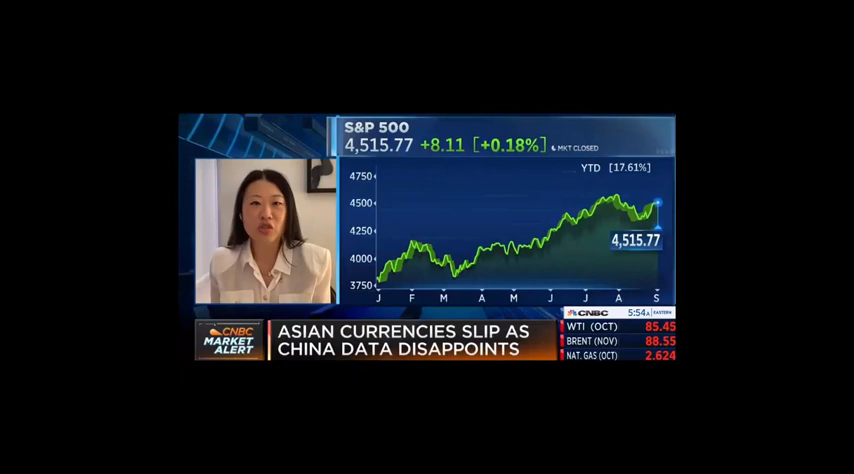 S&P 500
4,515.77 +8.11 [+0.18%] MKT CLOSED
YTD [17.61%]
4750
4500
4250
4000
3750
4,515.77
J F M A M J J A S
CNBC 5:54A EASTERN
WTI (OCT) 85.45
BRENT (NOV) 88.55
NAT. GAS (OCT) 2.624
CNBC
MARKET
ALERT
ASIAN CURRENCIES SLIP AS
CHINA DATA DISAPPOINTS